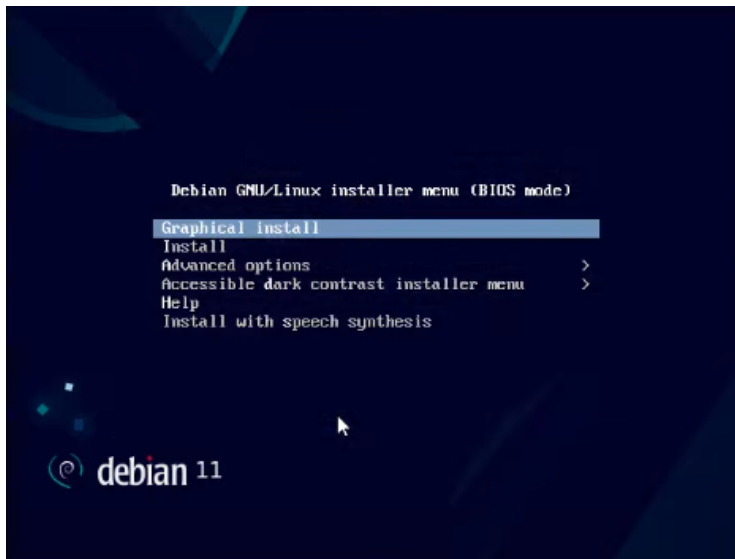 Debian GNU/Linux installer menu (BIOS mode)
Graphical install
Install
Advanced options >
Accessible dark contrast installer menu >
Help
Install with speech synthesis
debian 11